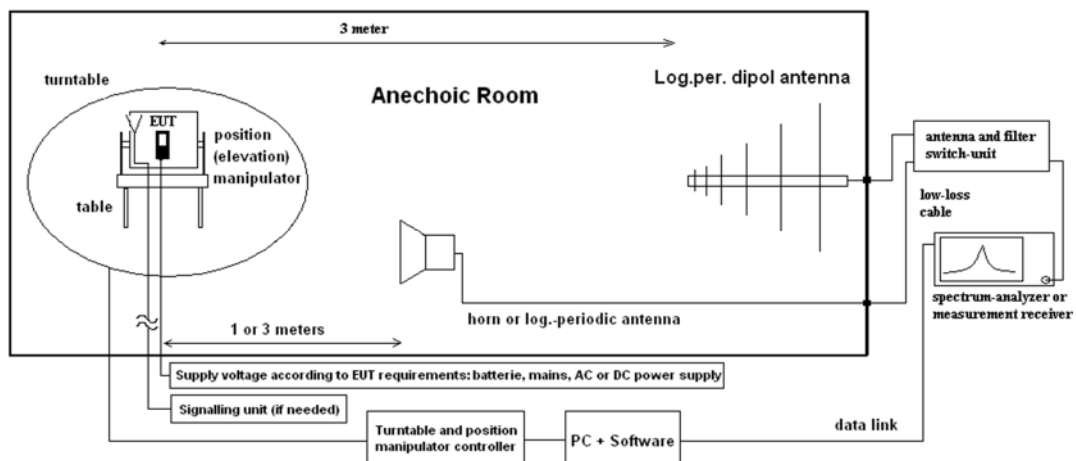 3 meter
turntable
Log.per. dipol antenna
Anechoic Room
EUT
position
(elevation)
manipulator
table
antenna and filter
switch-unit
low-loss
cable
spectrum-analyzer or
measurement receiver
horn or log.-periodic antenna
1 or 3 meters
Supply voltage according to EUT requirements: batterie, mains, AC or DC power supply
Signalling unit (if needed)
Turntable and position
manipulator controller
PC + Software
data link